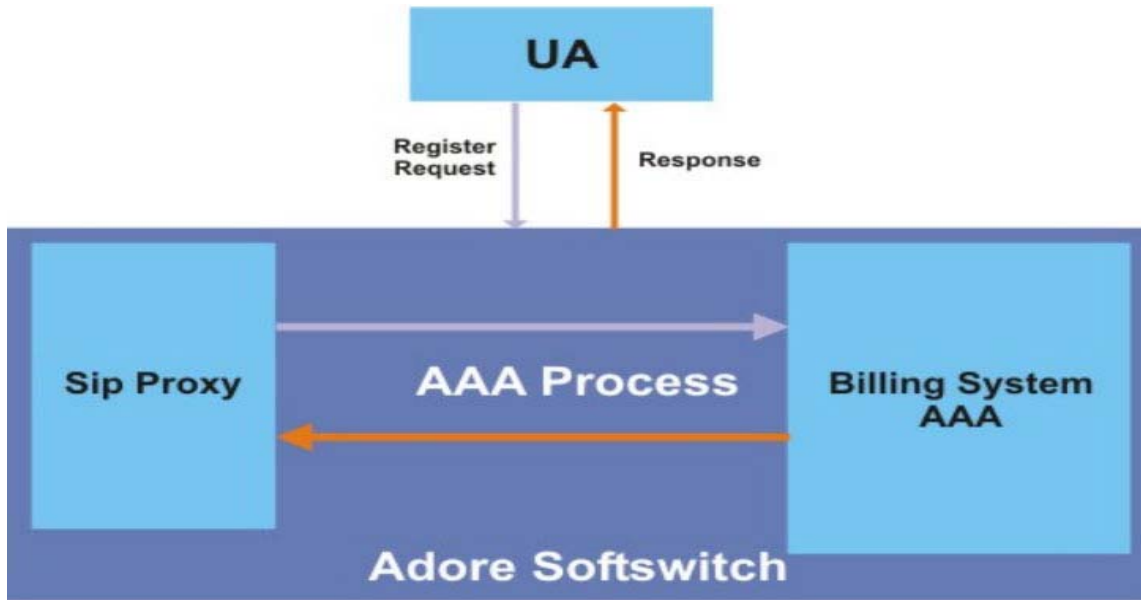 UA
Register
Request
Response
Sip Proxy
AAA Process
Billing System
AAA
Adore Softswitch